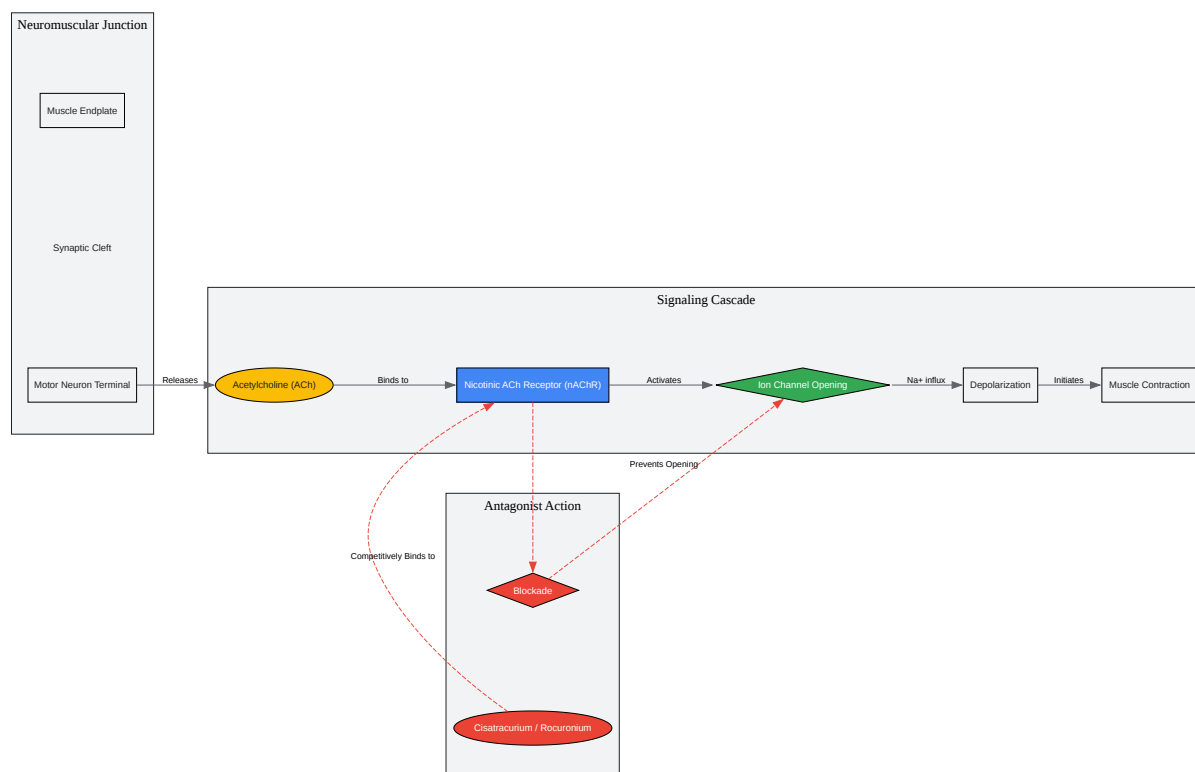 Neuromuscular Junction
Muscle Endplate
Synaptic Cleft
Signaling Cascade
Motor Neuron Terminal
Releases
Acetylcholine (ACh)
Binds to
Nicotinic ACh Receptor (nAChR)
Activates
Ion Channel Opening
Na+ influx
Depolarization
Initiates
Muscle Contraction
Prevents Opening
Antagonist Action
Competitively Binds to
Blockade
Cisatracurium / Rocuronium